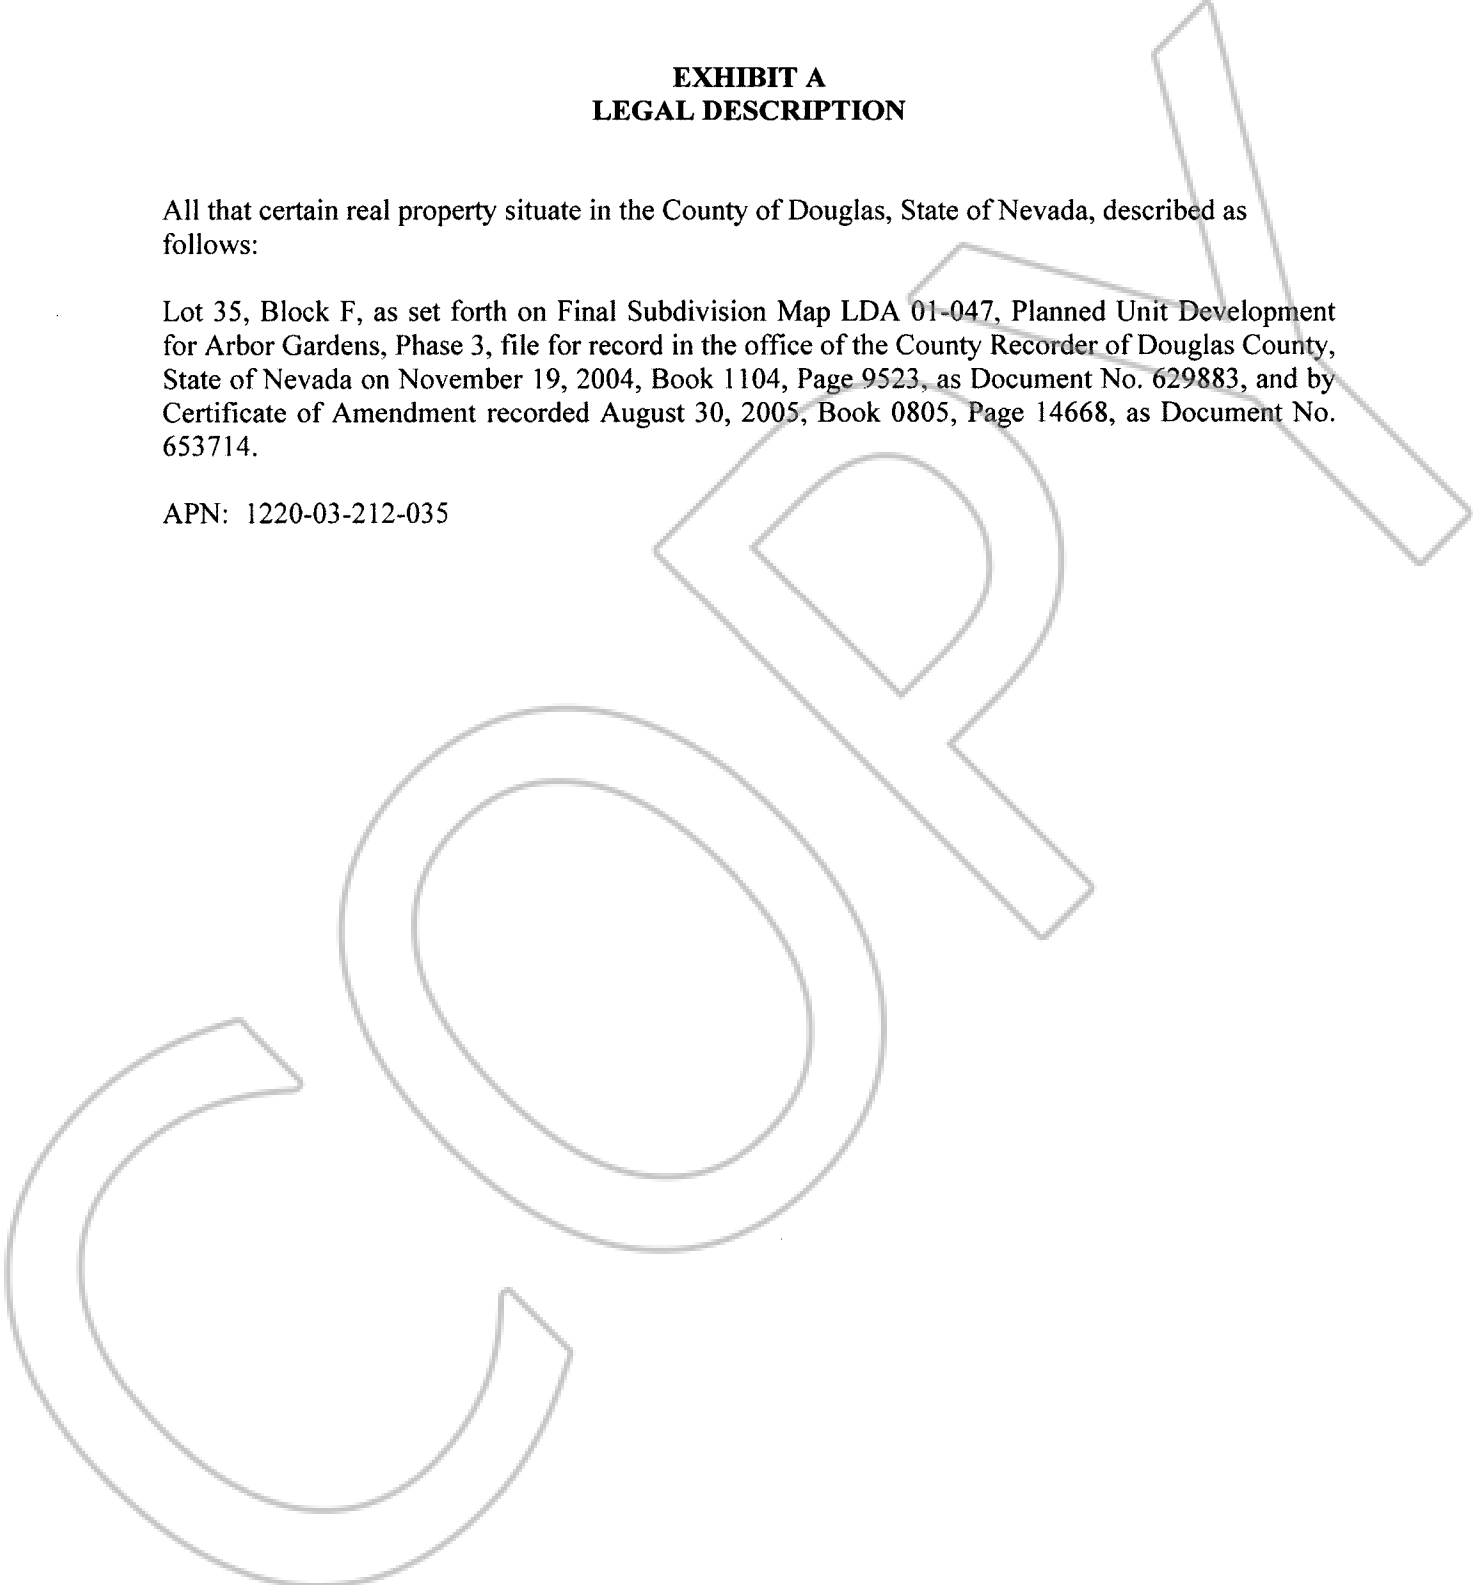 EXHIBIT A
LEGAL DESCRIPTION
All that certain real property situate in the County of Douglas, State of Nevada, described as
follows:
Lot 35, Block F, as set forth on Final Subdivision Map LDA 01-047, Planned Unit Development
for Arbor Gardens, Phase 3, file for record in the office of the County Recorder of Douglas County,
State of Nevada on November 19, 2004, Book 1104, Page 9523, as Document No. 629883, and by
Certificate of Amendment recorded August 30, 2005, Book 0805, Page 14668, as Document No.
653714.
APN: 1220-03-212-035
COPY